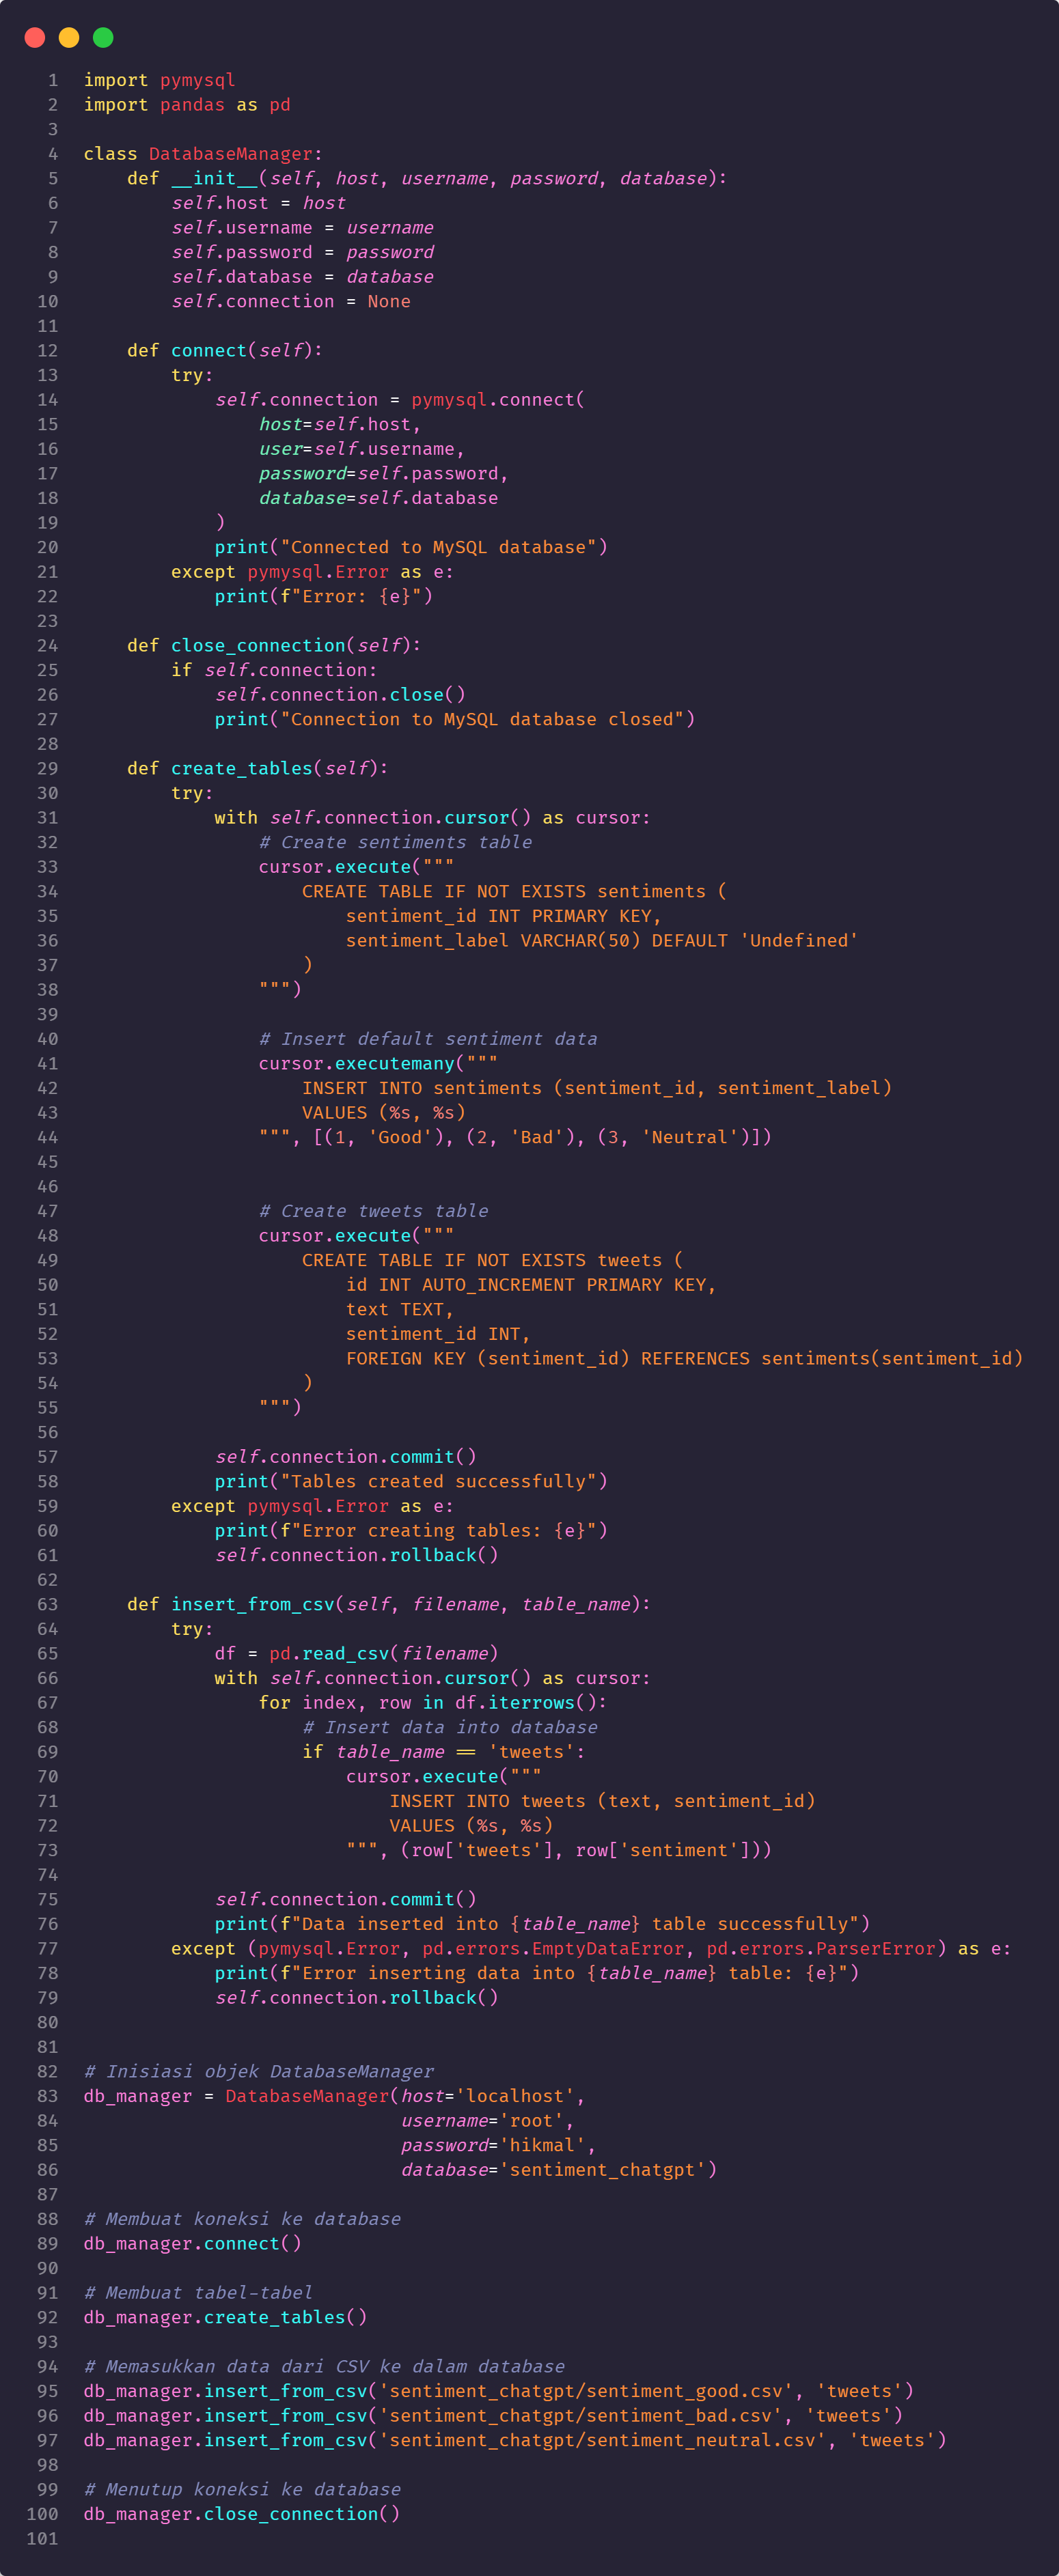 1 import pymysql
2 import pandas as pd
3
4 class DatabaseManager:
5     def __init__(self, host, username, password, database):
6         self.host = host
7         self.username = username
8         self.password = password
9         self.database = database
10         self.connection = None
11
12     def connect(self):
13         try:
14             self.connection = pymysql.connect(
15                 host=self.host,
16                 user=self.username,
17                 password=self.password,
18                 database=self.database
19             )
20             print("Connected to MySQL database")
21         except pymysql.Error as e:
22             print(f"Error: {e}")
23
24     def close_connection(self):
25         if self.connection:
26             self.connection.close()
27             print("Connection to MySQL database closed")
28
29     def create_tables(self):
30         try:
31             with self.connection.cursor() as cursor:
32                 # Create sentiments table
33                 cursor.execute("""
34                     CREATE TABLE IF NOT EXISTS sentiments (
35                         sentiment_id INT PRIMARY KEY,
36                         sentiment_label VARCHAR(50) DEFAULT 'Undefined'
37                     )
38                 """)
39
40                 # Insert default sentiment data
41                 cursor.executemany("""
42                     INSERT INTO sentiments (sentiment_id, sentiment_label)
43                     VALUES (%s, %s)
44                 """, [(1, 'Good'), (2, 'Bad'), (3, 'Neutral')])
45
46
47                 # Create tweets table
48                 cursor.execute("""
49                     CREATE TABLE IF NOT EXISTS tweets (
50                         id INT AUTO_INCREMENT PRIMARY KEY,
51                         text TEXT,
52                         sentiment_id INT,
53                         FOREIGN KEY (sentiment_id) REFERENCES sentiments(sentiment_id)
54                     )
55                 """)
56
57             self.connection.commit()
58             print("Tables created successfully")
59         except pymysql.Error as e:
60             print(f"Error creating tables: {e}")
61             self.connection.rollback()
62
63     def insert_from_csv(self, filename, table_name):
64         try:
65             df = pd.read_csv(filename)
66             with self.connection.cursor() as cursor:
67                 for index, row in df.iterrows():
68                     # Insert data into database
69                     if table_name == 'tweets':
70                         cursor.execute("""
71                             INSERT INTO tweets (text, sentiment_id)
72                             VALUES (%s, %s)
73                         """, (row['tweets'], row['sentiment']))
74
75             self.connection.commit()
76             print(f"Data inserted into {table_name} table successfully")
77         except (pymysql.Error, pd.errors.EmptyDataError, pd.errors.ParserError) as e:
78             print(f"Error inserting data into {table_name} table: {e}")
79             self.connection.rollback()
80
81
82 # Inisiasi objek DatabaseManager
83 db_manager = DatabaseManager(host='localhost',
84                              username='root',
85                              password='hikmal',
86                              database='sentiment_chatgpt')
87
88 # Membuat koneksi ke database
89 db_manager.connect()
90
91 # Membuat tabel-tabel
92 db_manager.create_tables()
93
94 # Memasukkan data dari CSV ke dalam database
95 db_manager.insert_from_csv('sentiment_chatgpt/sentiment_good.csv', 'tweets')
96 db_manager.insert_from_csv('sentiment_chatgpt/sentiment_bad.csv', 'tweets')
97 db_manager.insert_from_csv('sentiment_chatgpt/sentiment_neutral.csv', 'tweets')
98
99 # Menutup koneksi ke database
100 db_manager.close_connection()
101